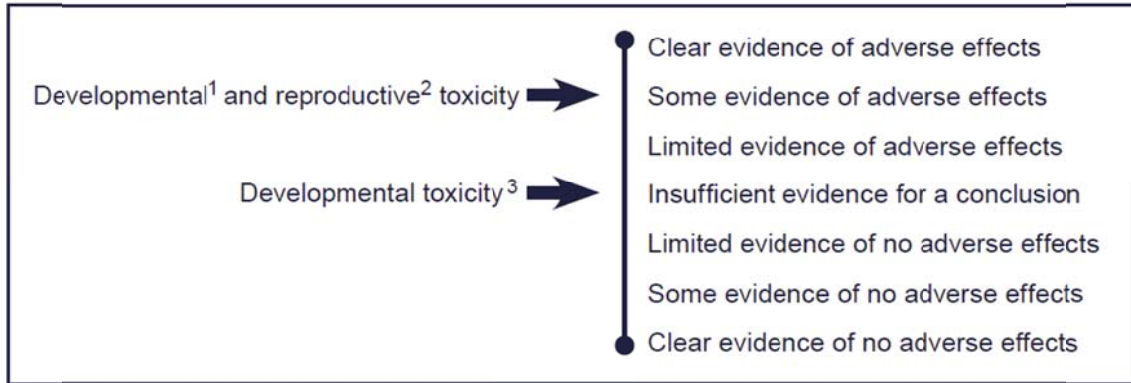 Clear evidence of adverse effects
Developmental¹ and reproductive² toxicity
Some evidence of adverse effects
Limited evidence of adverse effects
Developmental toxicity³
Insufficient evidence for a conclusion
Limited evidence of no adverse effects
Some evidence of no adverse effects
Clear evidence of no adverse effects